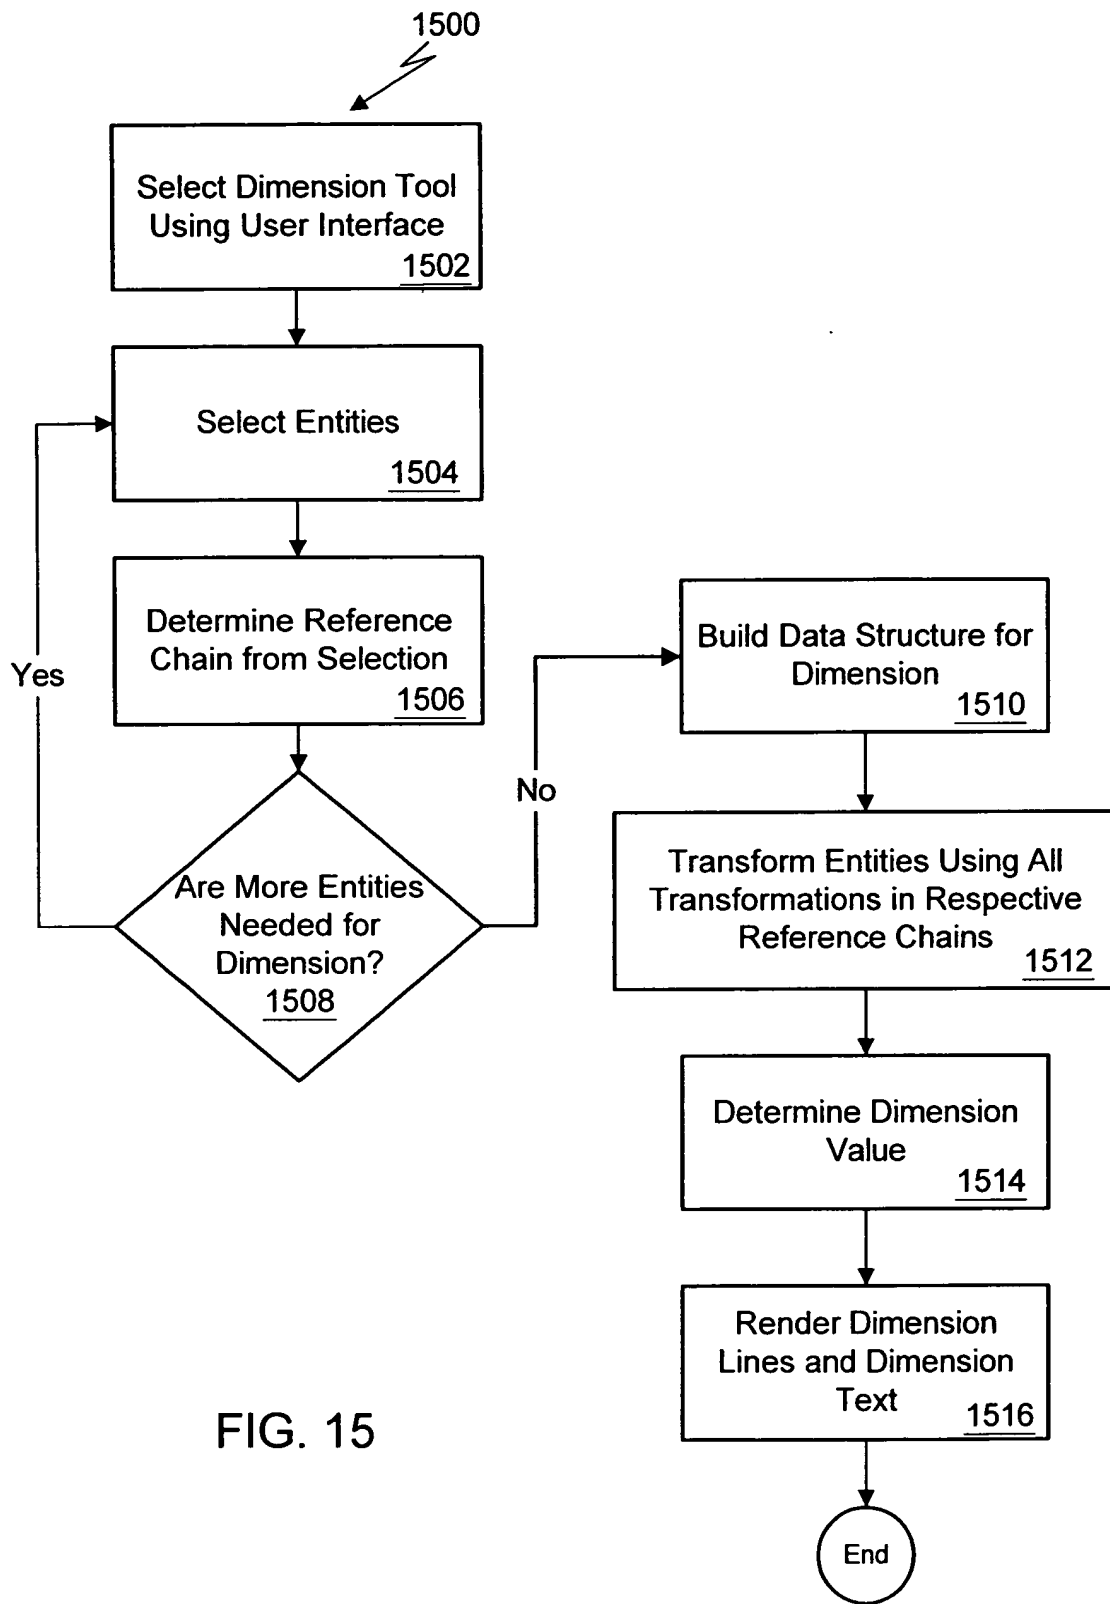 1500
Select Dimension Tool
Using User Interface
1502
Select Entities
1504
Determine Reference
Chain from Selection
1506
Yes
Are More Entities
Needed for
Dimension?
1508
No
Build Data Structure for
Dimension
1510
Transform Entities Using All
Transformations in Respective
Reference Chains
1512
Determine Dimension
Value
1514
Render Dimension
Lines and Dimension
Text
1516
End
FIG. 15